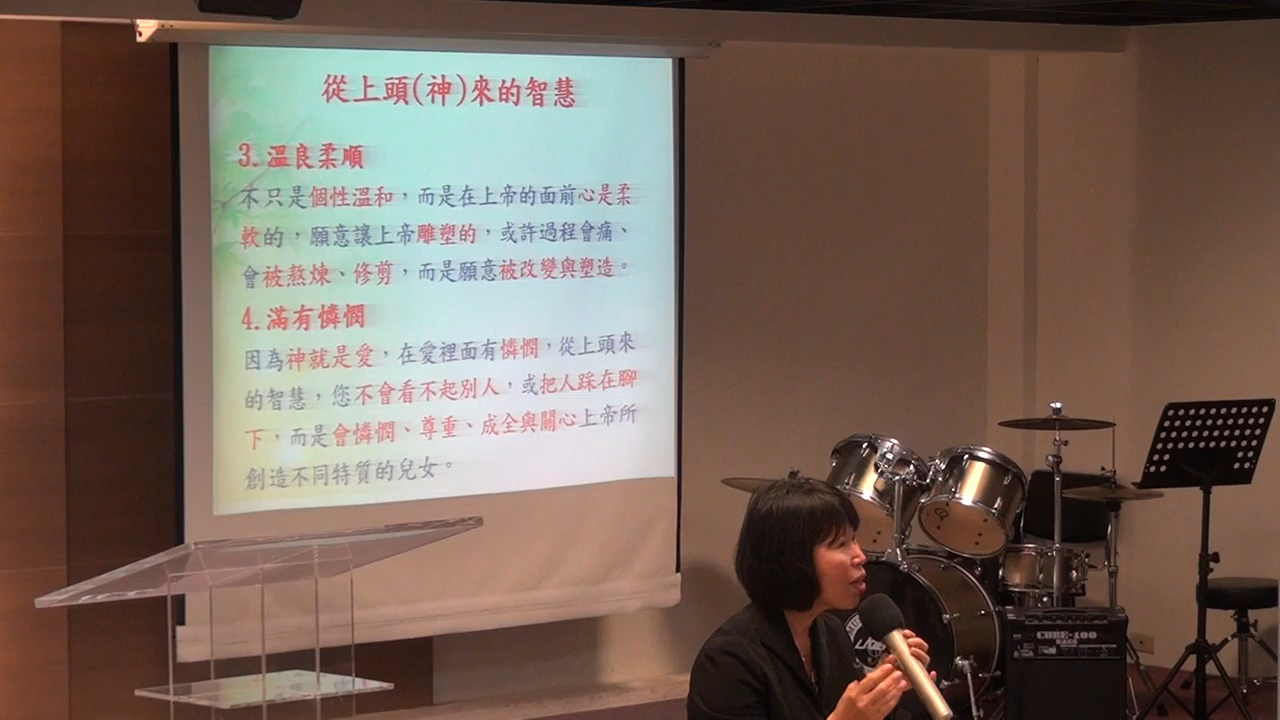 從上頭(神)來的智慧
3.溫良柔順
不只是個性溫和，而是在上帝的面前心是柔
軟的，願意讓上帝雕塑的，或許過程會痛、
會被熬煉、修剪，而是願意被改變與塑造。
4.滿有憐憫
因為神就是愛，在愛裡面有憐憫，從上頭來
的智慧，您不會看不起別人，或把人踩在腳
下，而是會憐憫、尊重、成全與關心上帝所
創造不同特質的兒女。
CUBE-100
BASS